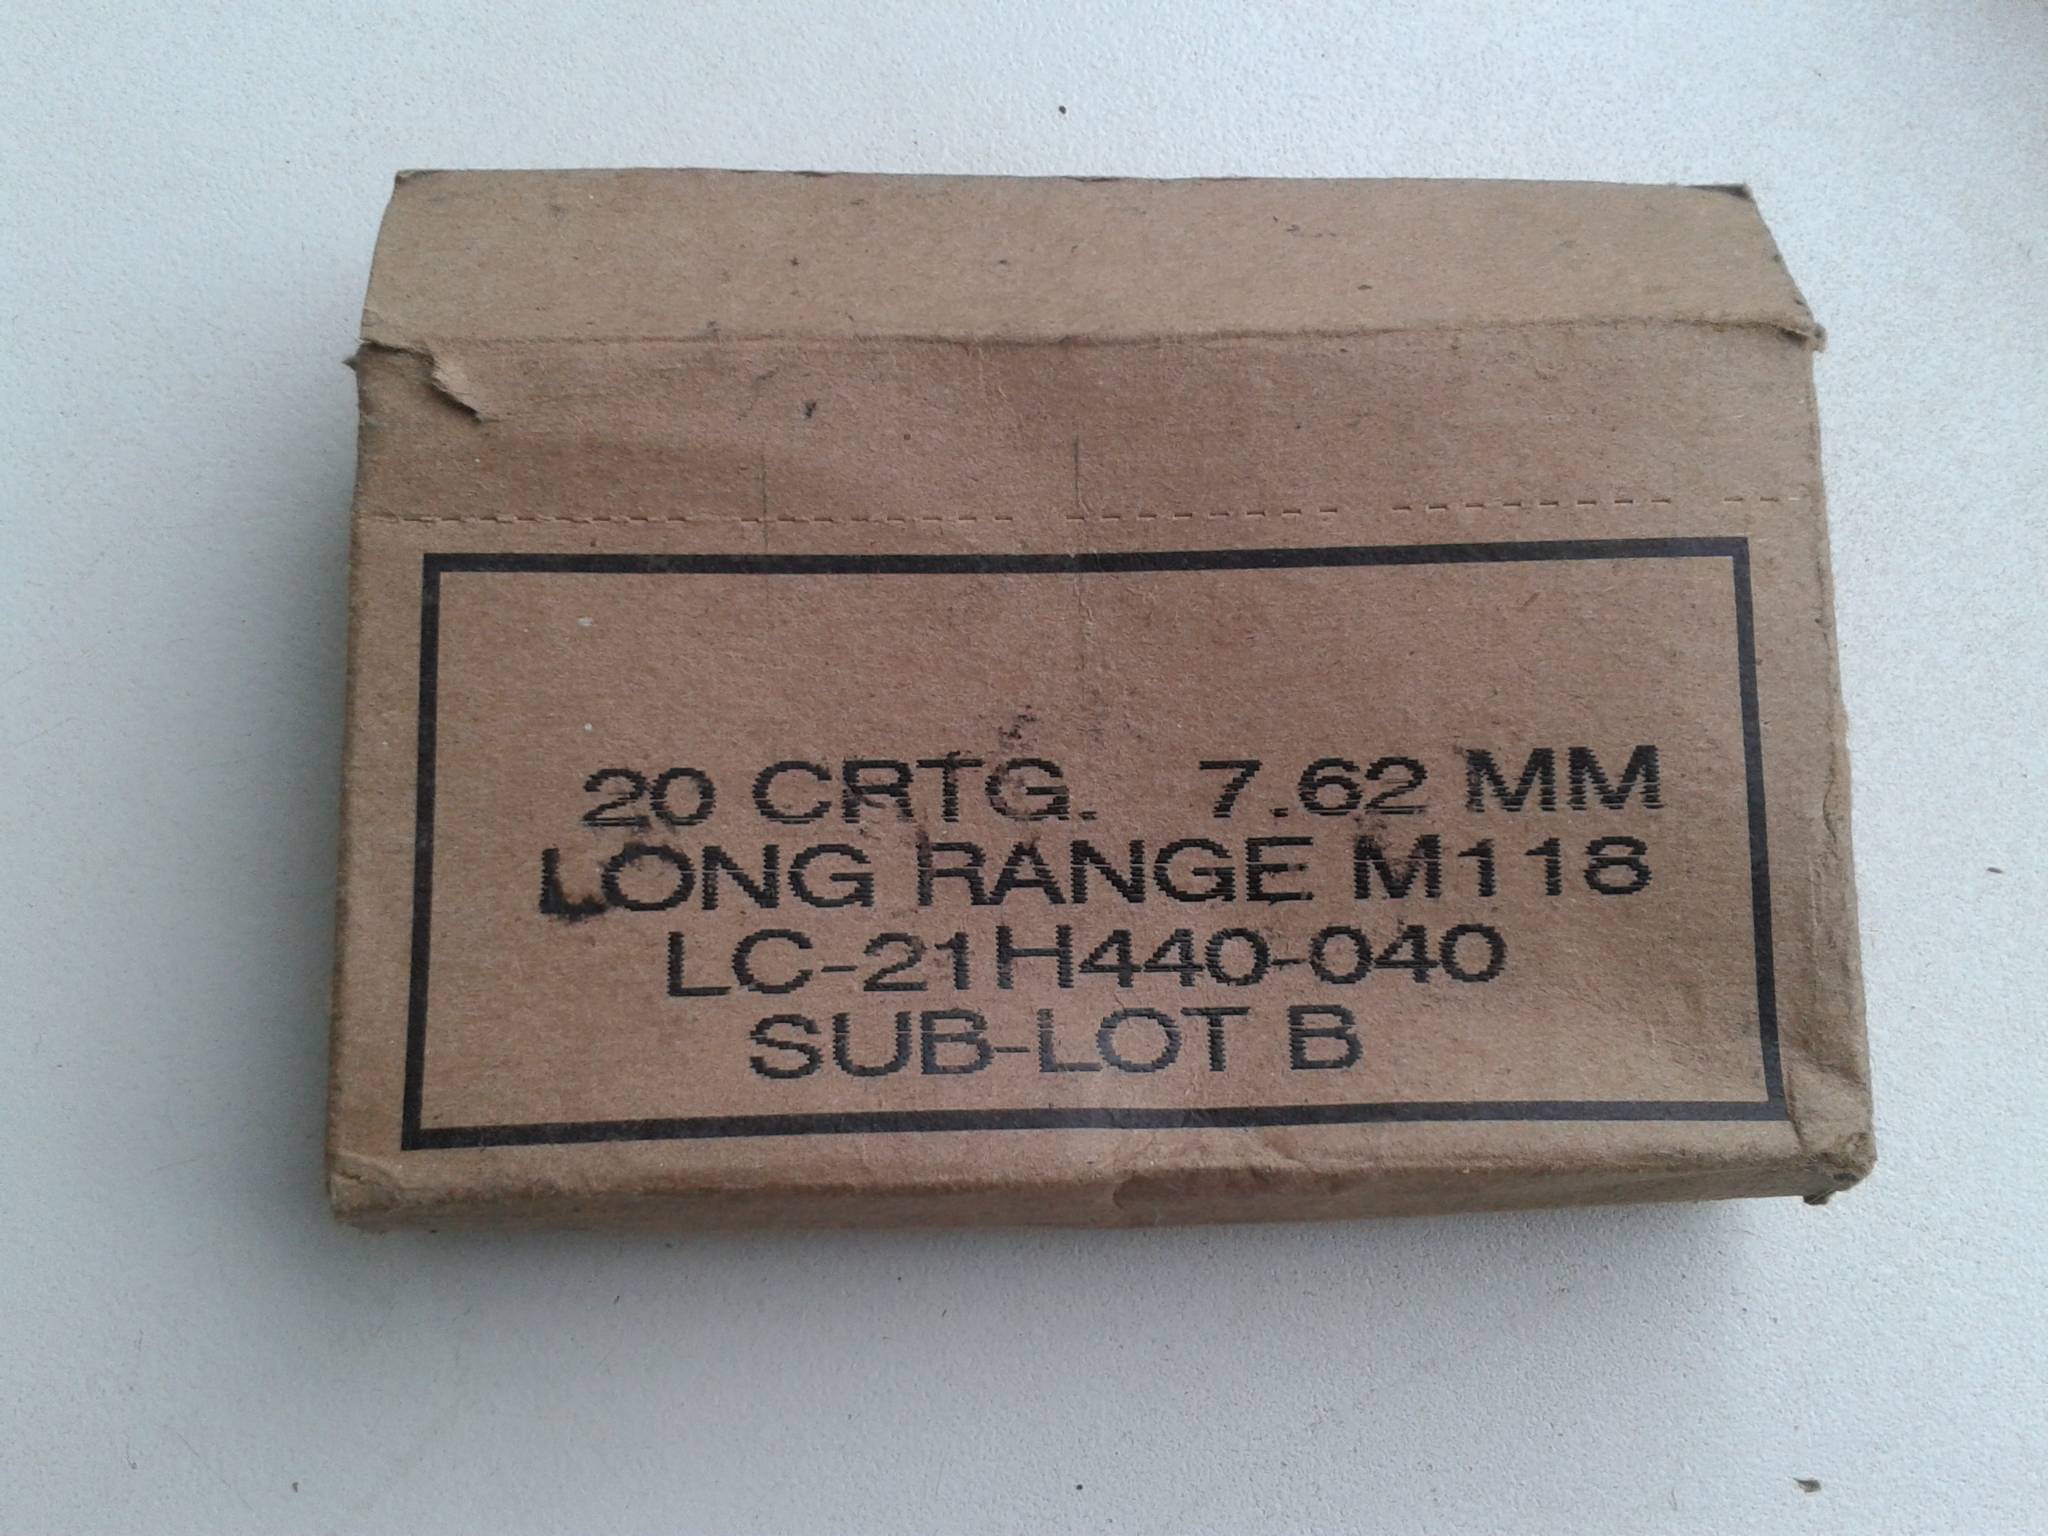 20 CRTG. 7.62 MM
LONG RANGE M118
LC-21H440-040
SUB-LOT B